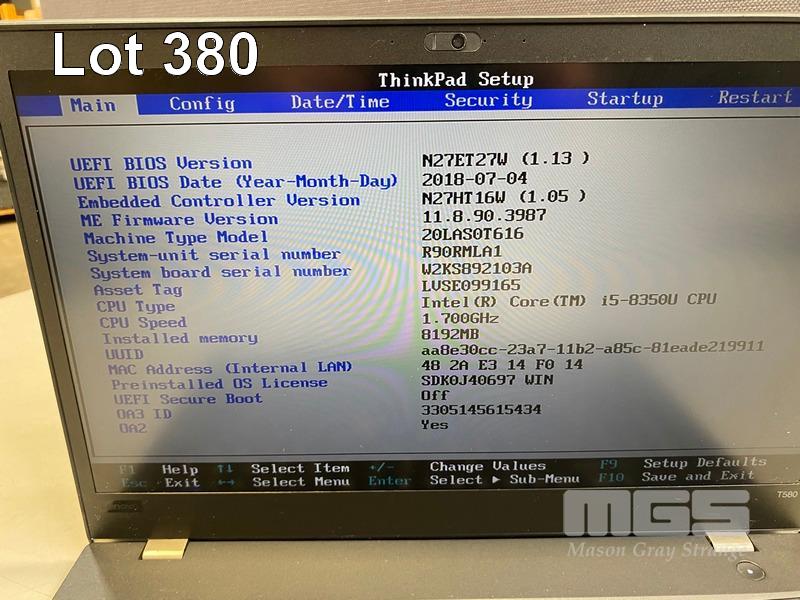 Lot 380
ThinkPad Setup
Main Config Date/Time Security Startup Restart
UEFI BIOS Version N27ET27W (1.13 )
UEFI BIOS Date (Year-Month-Day) 2018-07-04
Embedded Controller Version N27HT16W (1.05 )
ME Firmware Version 11.8.90.3987
Machine Type Model 20LAS0T616
System-unit serial number R90RMLA1
System board serial number W2KS892103A
Asset Tag LVSE099165
CPU Type Intel(R) Core(TM) i5-8350U CPU
CPU Speed 1.700GHz
Installed memory 8192MB
UUID aa8e30cc-23a7-11b2-a85c-81eade219911
MAC Address (Internal LAN) 48 2A E3 14 F0 14
Preinstalled OS License SDK0J40697 WIN
UEFI Secure Boot Off
OA3 ID 3305145615434
OA2 Yes
F1 Help ↑↓ Select Item +/- Change Values F9 Setup Defaults
Esc Exit ←→ Select Menu Enter Select ▶ Sub-Menu F10 Save and Exit
T580
MGS
Mason Gray Strange